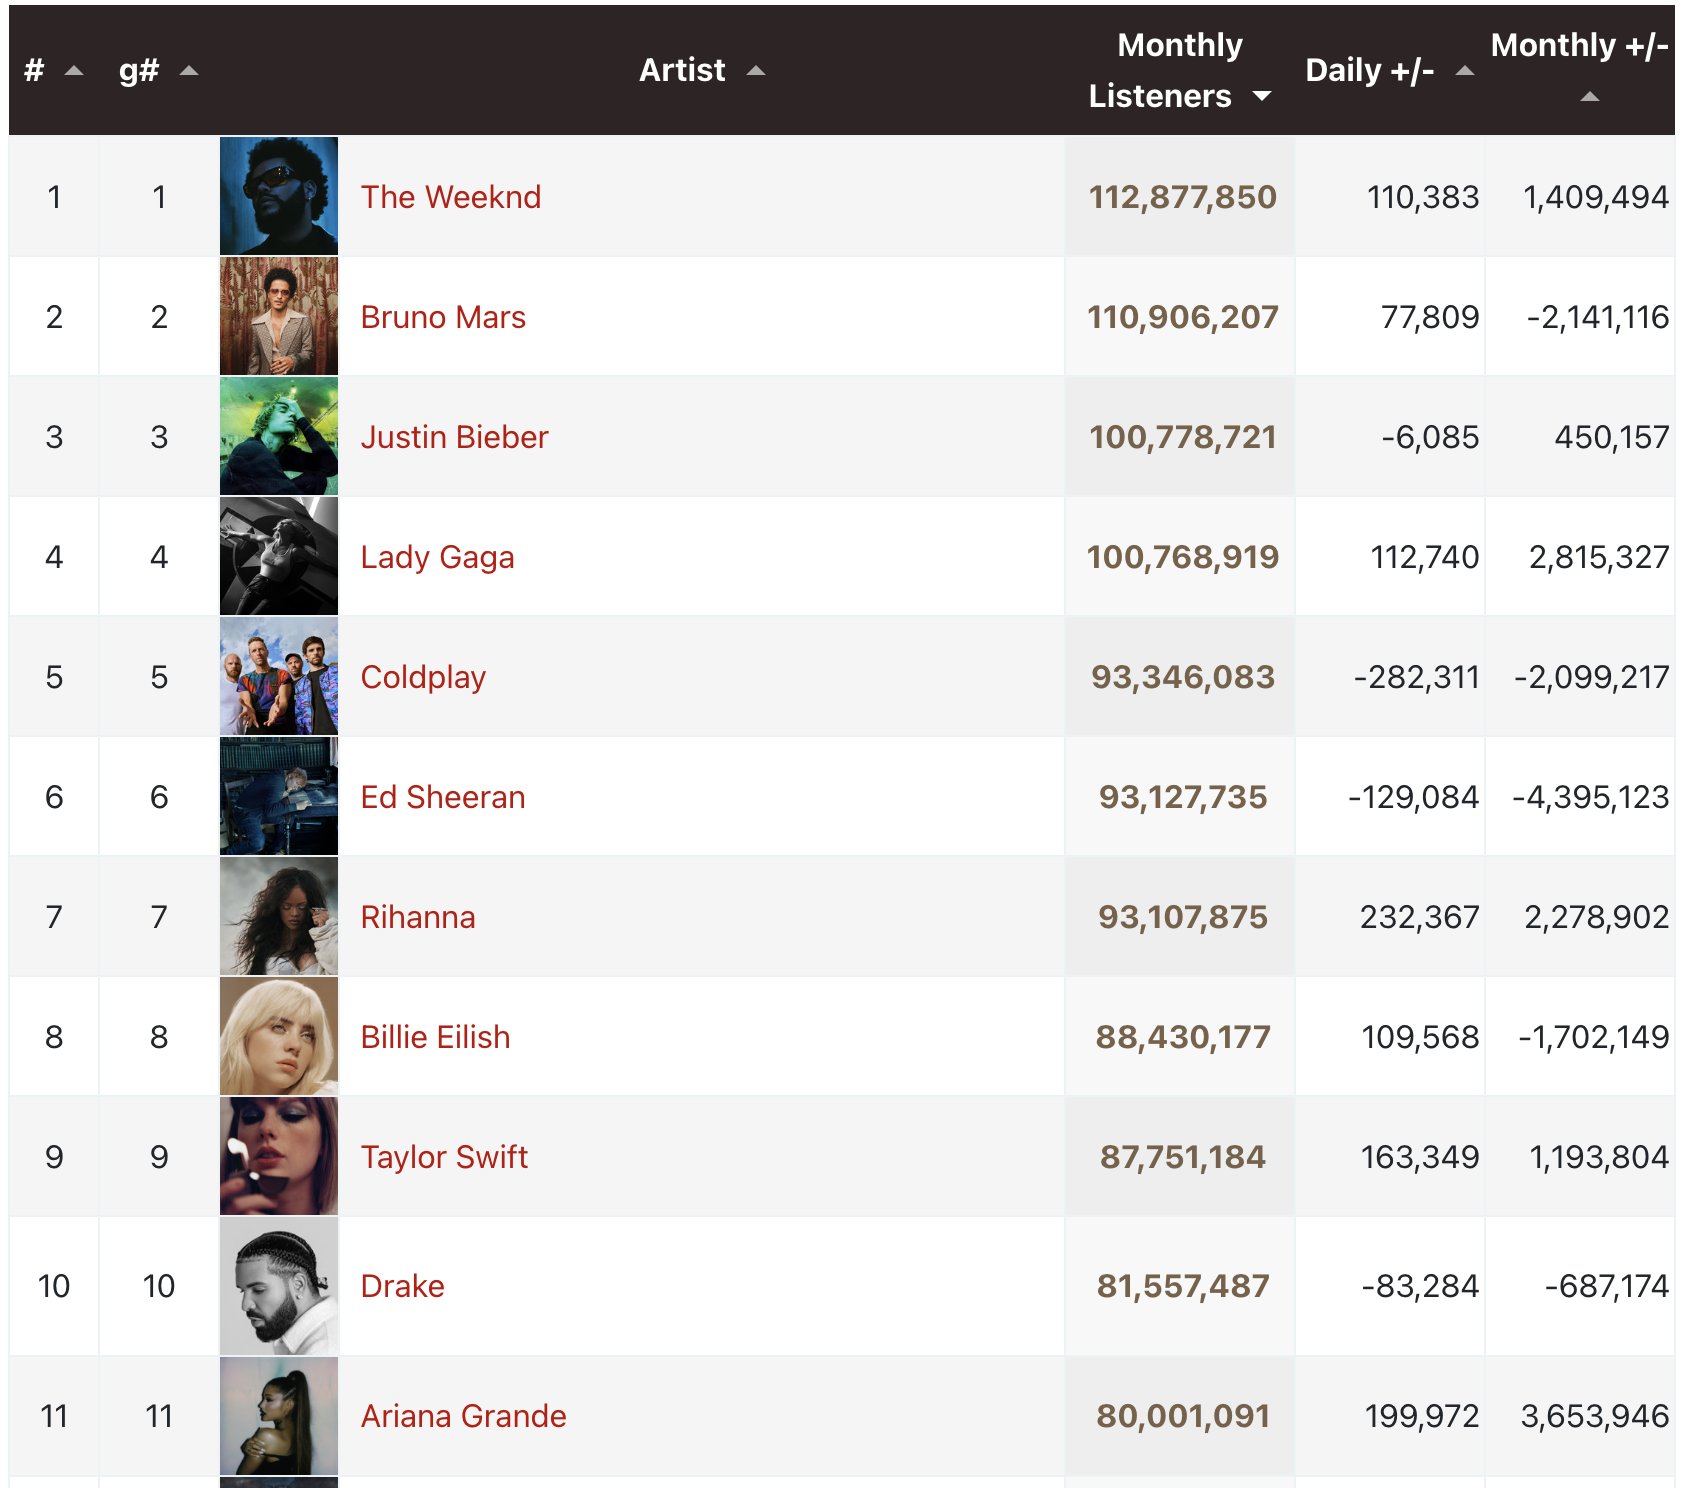 # g# Artist Monthly Listeners Daily +/- Monthly +/-
1 1 The Weeknd 112,877,850 110,383 1,409,494
2 2 Bruno Mars 110,906,207 77,809 -2,141,116
3 3 Justin Bieber 100,778,721 -6,085 450,157
4 4 Lady Gaga 100,768,919 112,740 2,815,327
5 5 Coldplay 93,346,083 -282,311 -2,099,217
6 6 Ed Sheeran 93,127,735 -129,084 -4,395,123
7 7 Rihanna 93,107,875 232,367 2,278,902
8 8 Billie Eilish 88,430,177 109,568 -1,702,149
9 9 Taylor Swift 87,751,184 163,349 1,193,804
10 10 Drake 81,557,487 -83,284 -687,174
11 11 Ariana Grande 80,001,091 199,972 3,653,946